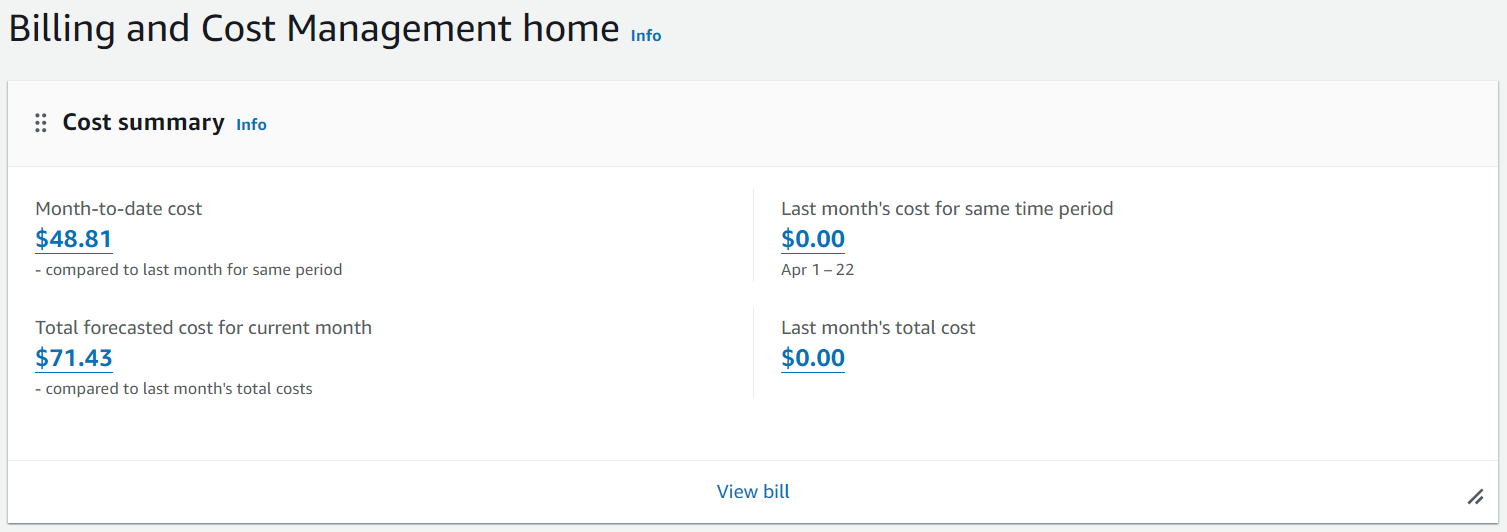 Billing and Cost Management home Info
Cost summary Info
Month-to-date cost
$48.81
- compared to last month for same period
Last month's cost for same time period
$0.00
Apr 1 – 22
Total forecasted cost for current month
$71.43
- compared to last month's total costs
Last month's total cost
$0.00
View bill